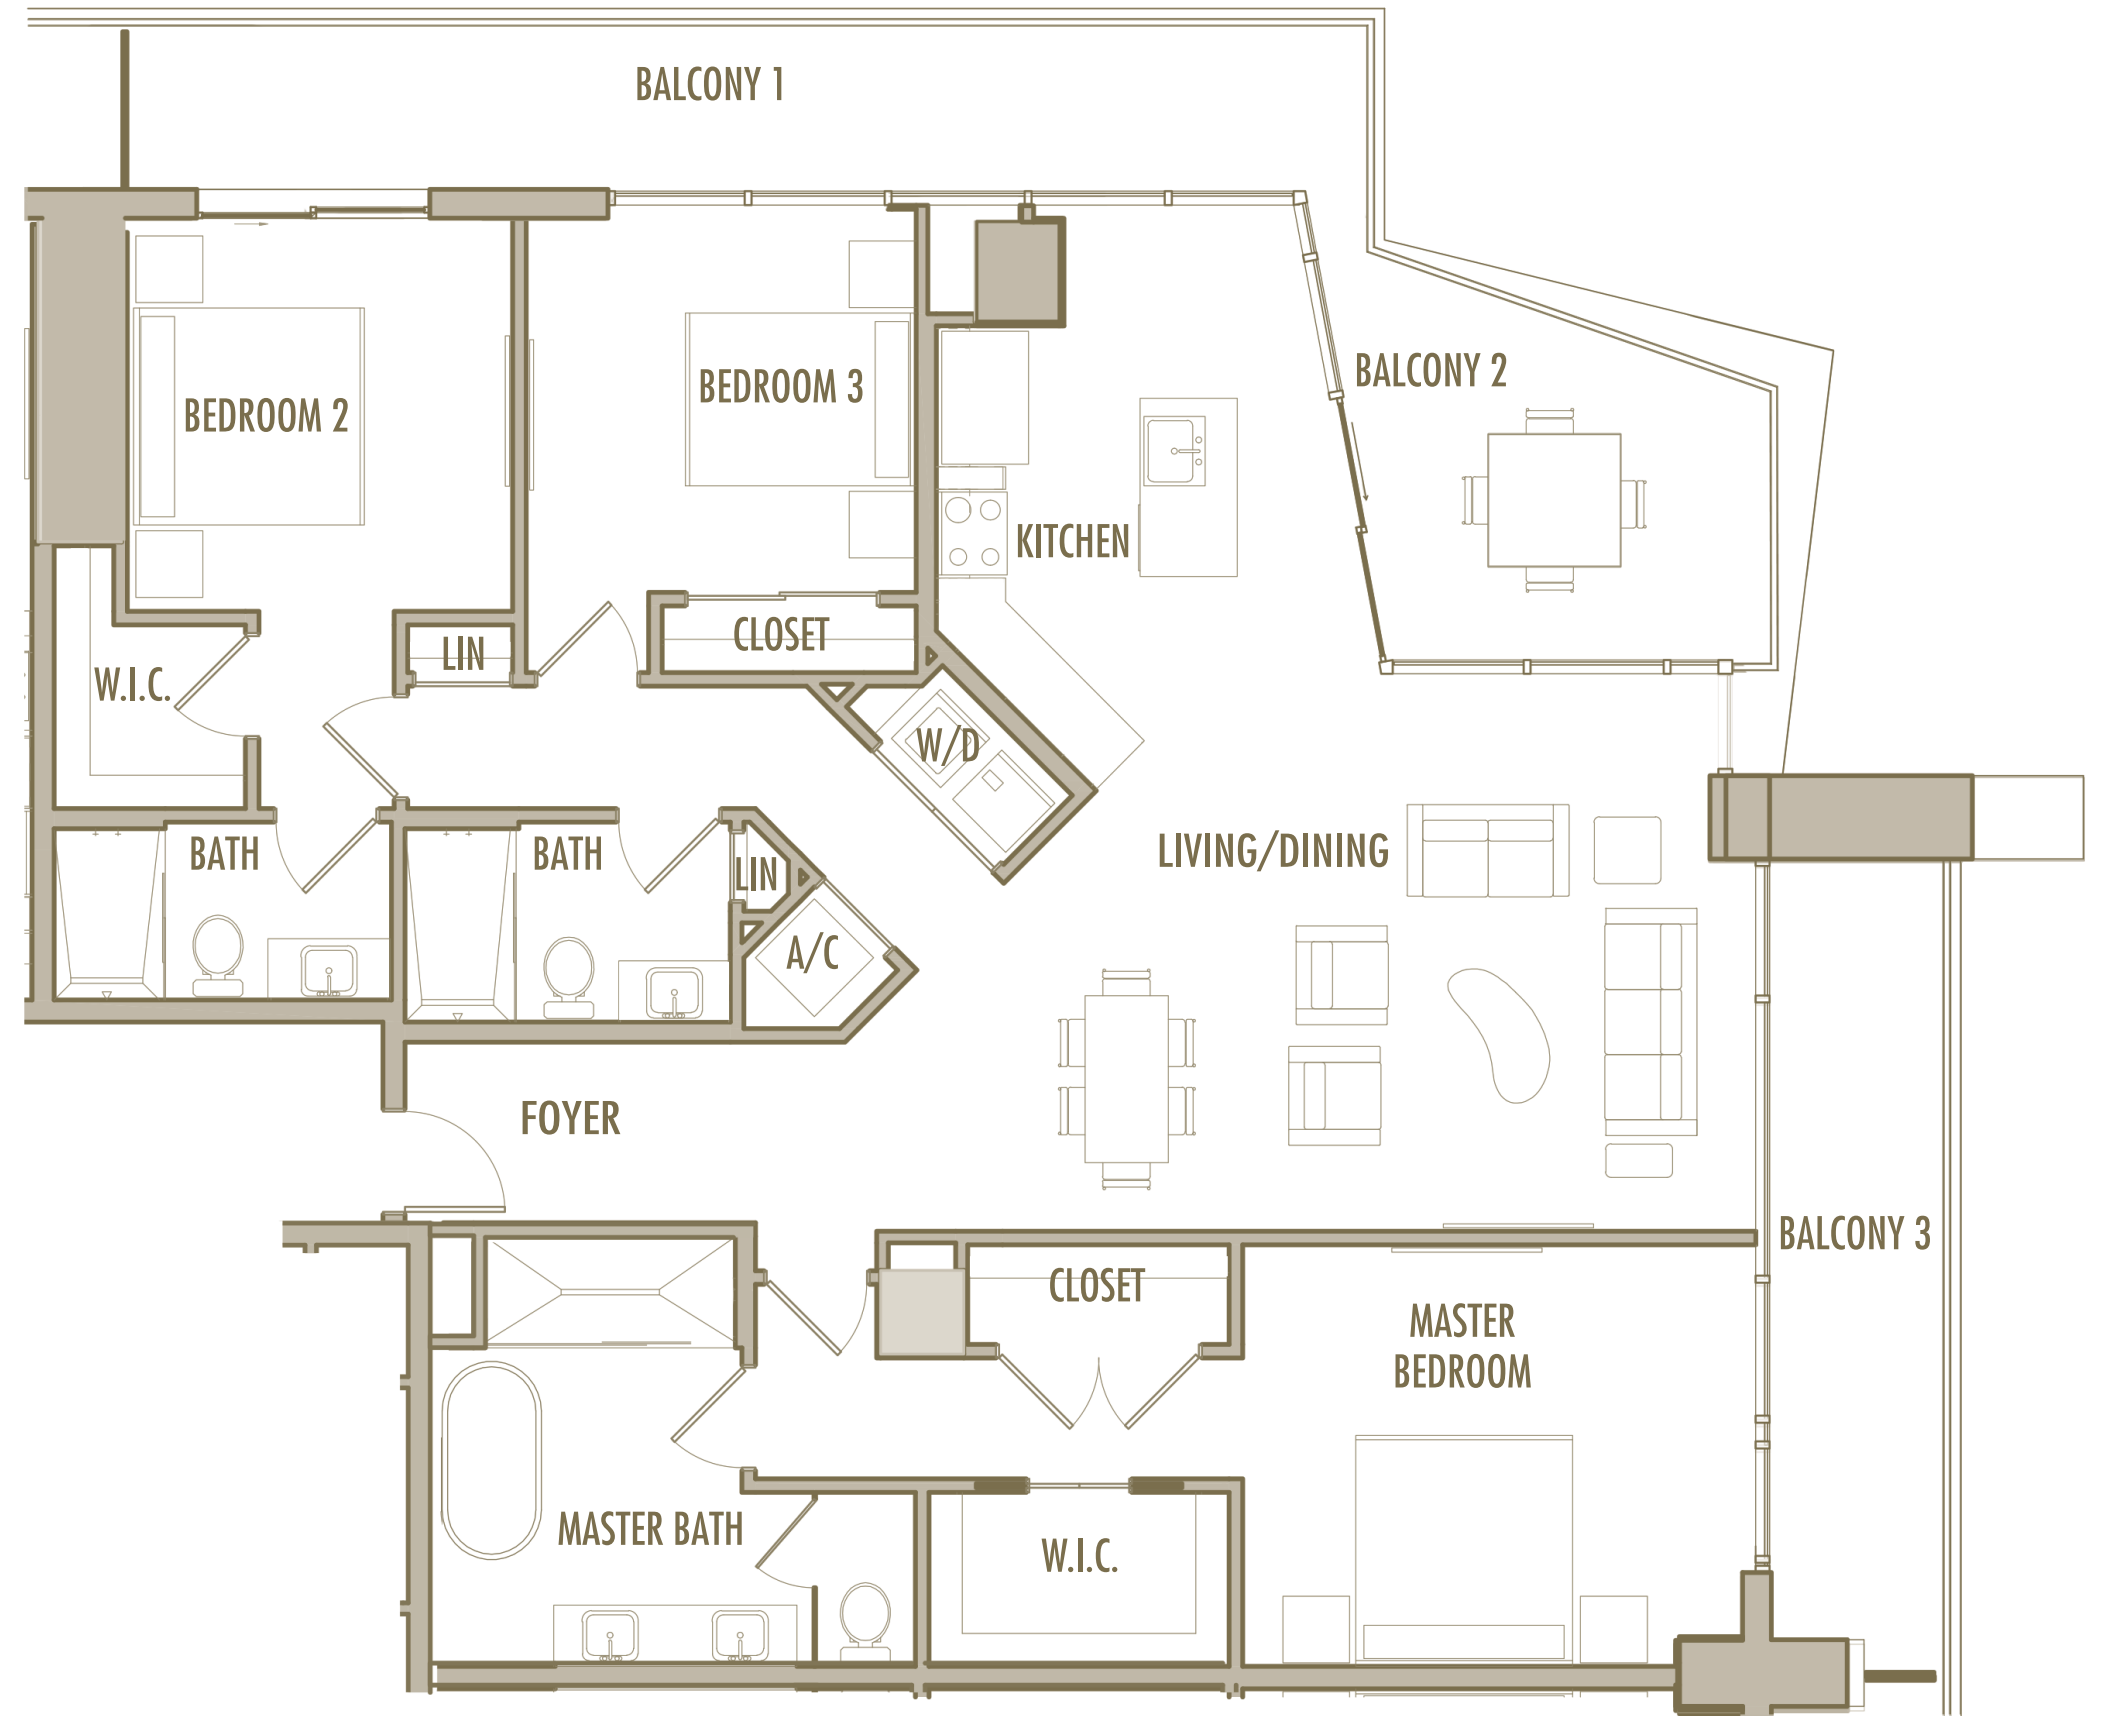 BALCONY 1
BALCONY 2
BEDROOM 3
BEDROOM 2
KITCHEN
CLOSET
LIN
W.I.C.
W/D
BATH
BATH
LIN
LIVING/DINING
A/C
FOYER
BALCONY 3
CLOSET
MASTER
BEDROOM
MASTER BATH
W.I.C.